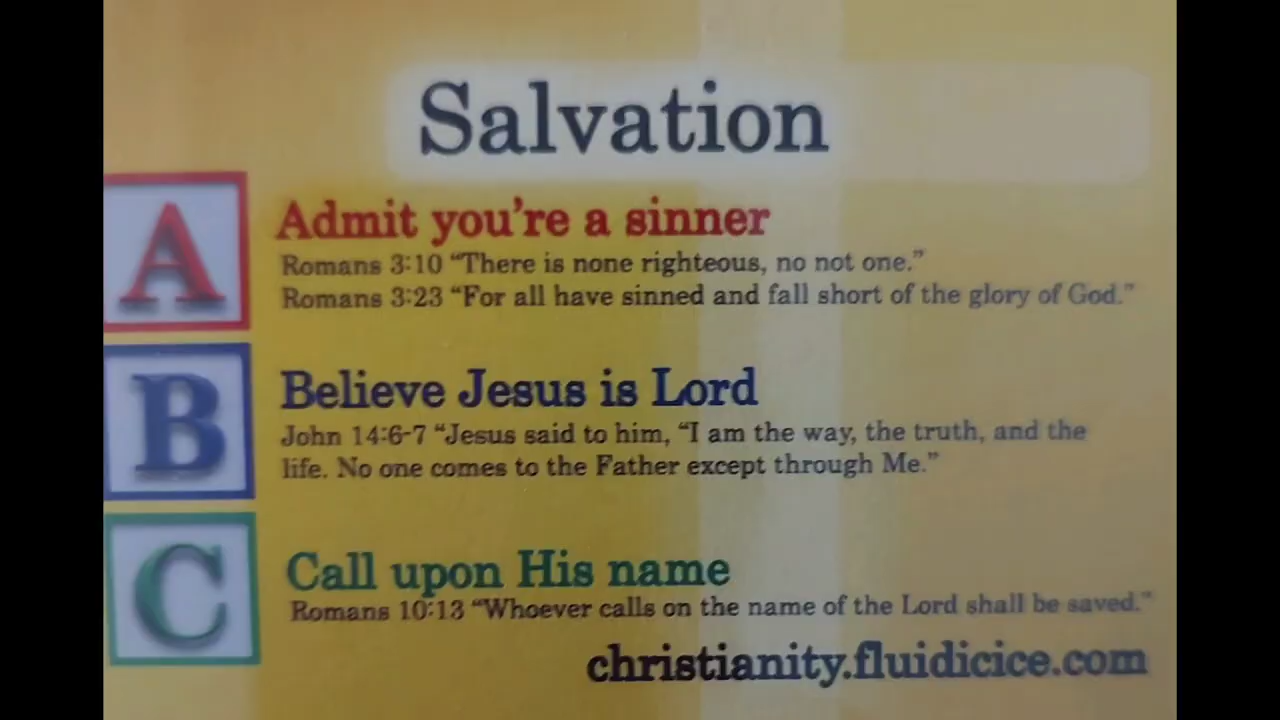 Salvation
A
Admit you're a sinner
Romans 3:10 “There is none righteous, no not one.”
Romans 3:23 “For all have sinned and fall short of the glory of God.”
B
Believe Jesus is Lord
John 14:6-7 “Jesus said to him, “I am the way, the truth, and the
life. No one comes to the Father except through Me.”
C
Call upon His name
Romans 10:13 “Whoever calls on the name of the Lord shall be saved.”
christianity.fluidicice.com